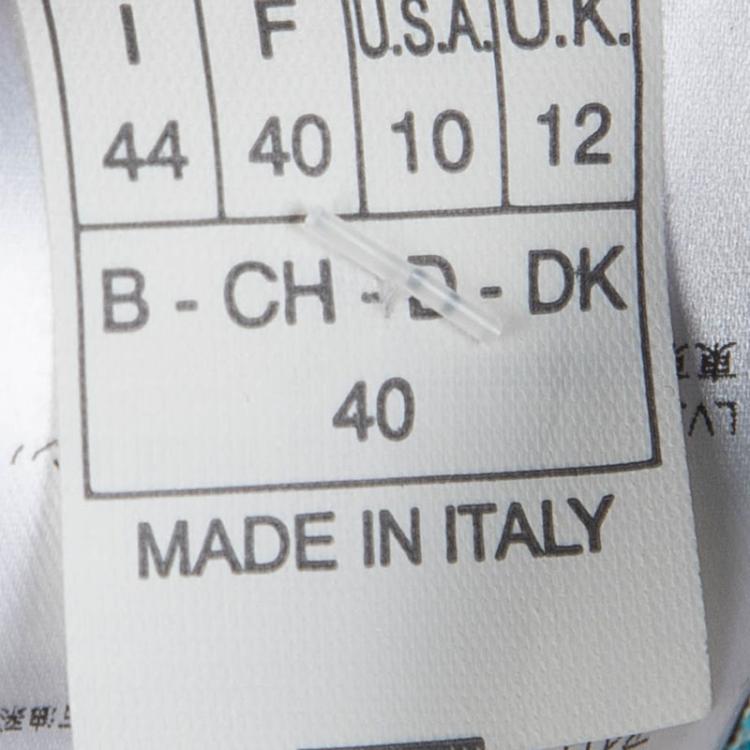 I F U.S.A. U.K.
44 40 10 12
B - CH - D - DK
40
MADE IN ITALY